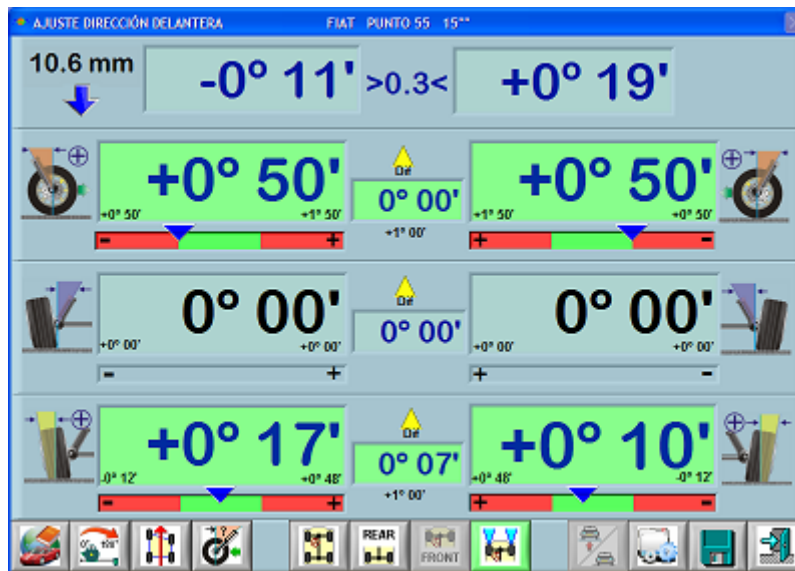 AJUSTE DIRECCIÓN DELANTERA FIAT PUNTO 55 15**
10.6 mm -0° 11' >0.3< +0° 19'
+0° 50' Dif +0° 50'
0° 00'
+0° 50' +1° 50' +1° 50' +0° 50'
- + +1° 00' + -
0° 00' Dif 0° 00'
0° 00'
+0° 00' +0° 00' +0° 00' +0° 00'
- + + -
+0° 17' Dif +0° 10'
0° 07'
-0° 12' +0° 48' +0° 48' -0° 12'
- + +1° 00' + -
REAR
FRONT